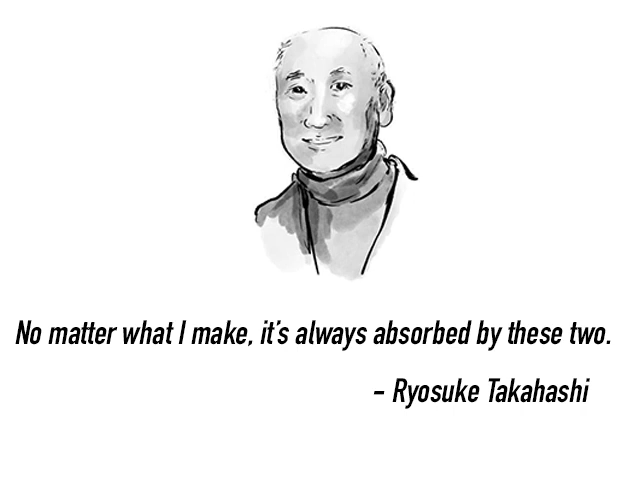 No matter what I make, it's always absorbed by these two.
- Ryosuke Takahashi